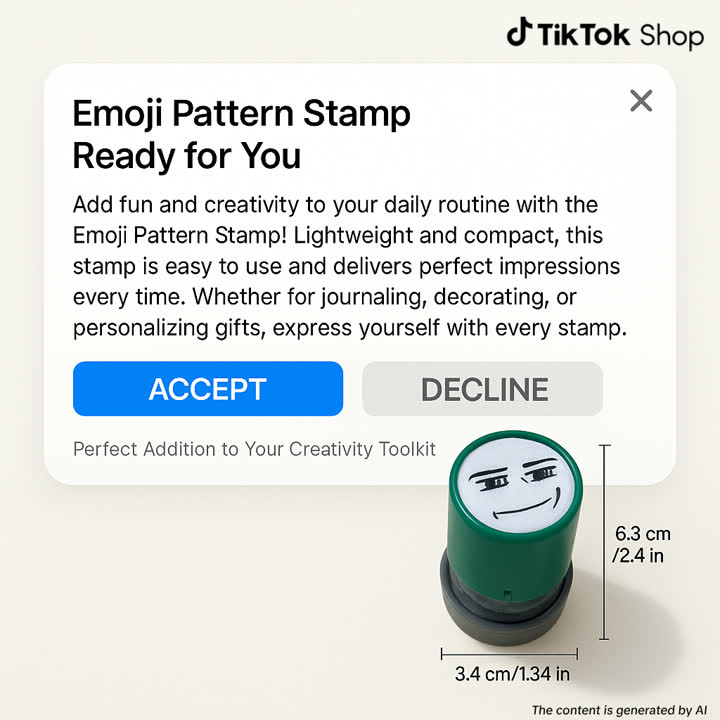 TikTok Shop
Emoji Pattern Stamp
Ready for You
Add fun and creativity to your daily routine with the
Emoji Pattern Stamp! Lightweight and compact, this
stamp is easy to use and delivers perfect impressions
every time. Whether for journaling, decorating, or
personalizing gifts, express yourself with every stamp.
ACCEPT
DECLINE
Perfect Addition to Your Creativity Toolkit
6.3 cm
/2.4 in
3.4 cm/1.34 in
The content is generated by AI